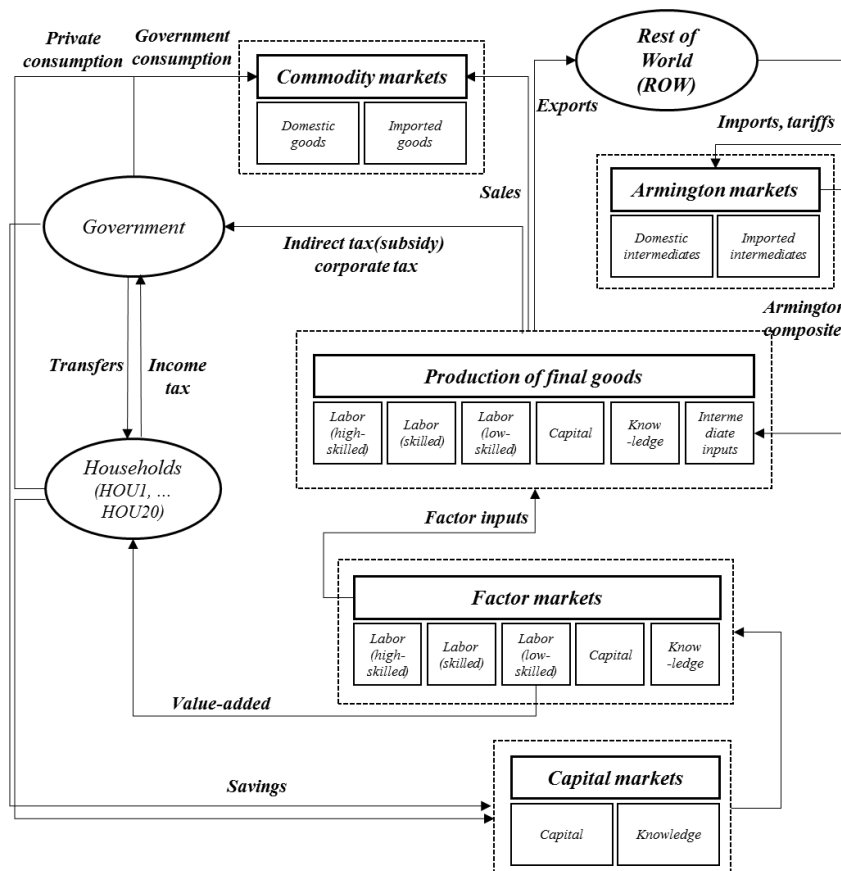 Private
consumption
Government
consumption
Commodity markets
Domestic
goods
Imported
goods
Rest of
World
(ROW)
Exports
Imports, tariffs
Armington markets
Domestic
intermediates
Imported
intermediates
Sales
Government
Indirect tax(subsidy)
corporate tax
Armington
composite
Transfers
Income
tax
Production of final goods
Labor
(high-
skilled)
Labor
(skilled)
Labor
(low-
skilled)
Capital
Know
-ledge
Interme
diate
inputs
Households
(HOU1, ...
HOU20)
Factor inputs
Factor markets
Labor
(high-
skilled)
Labor
(skilled)
Labor
(low-
skilled)
Capital
Know
-ledge
Value-added
Savings
Capital markets
Capital
Knowledge